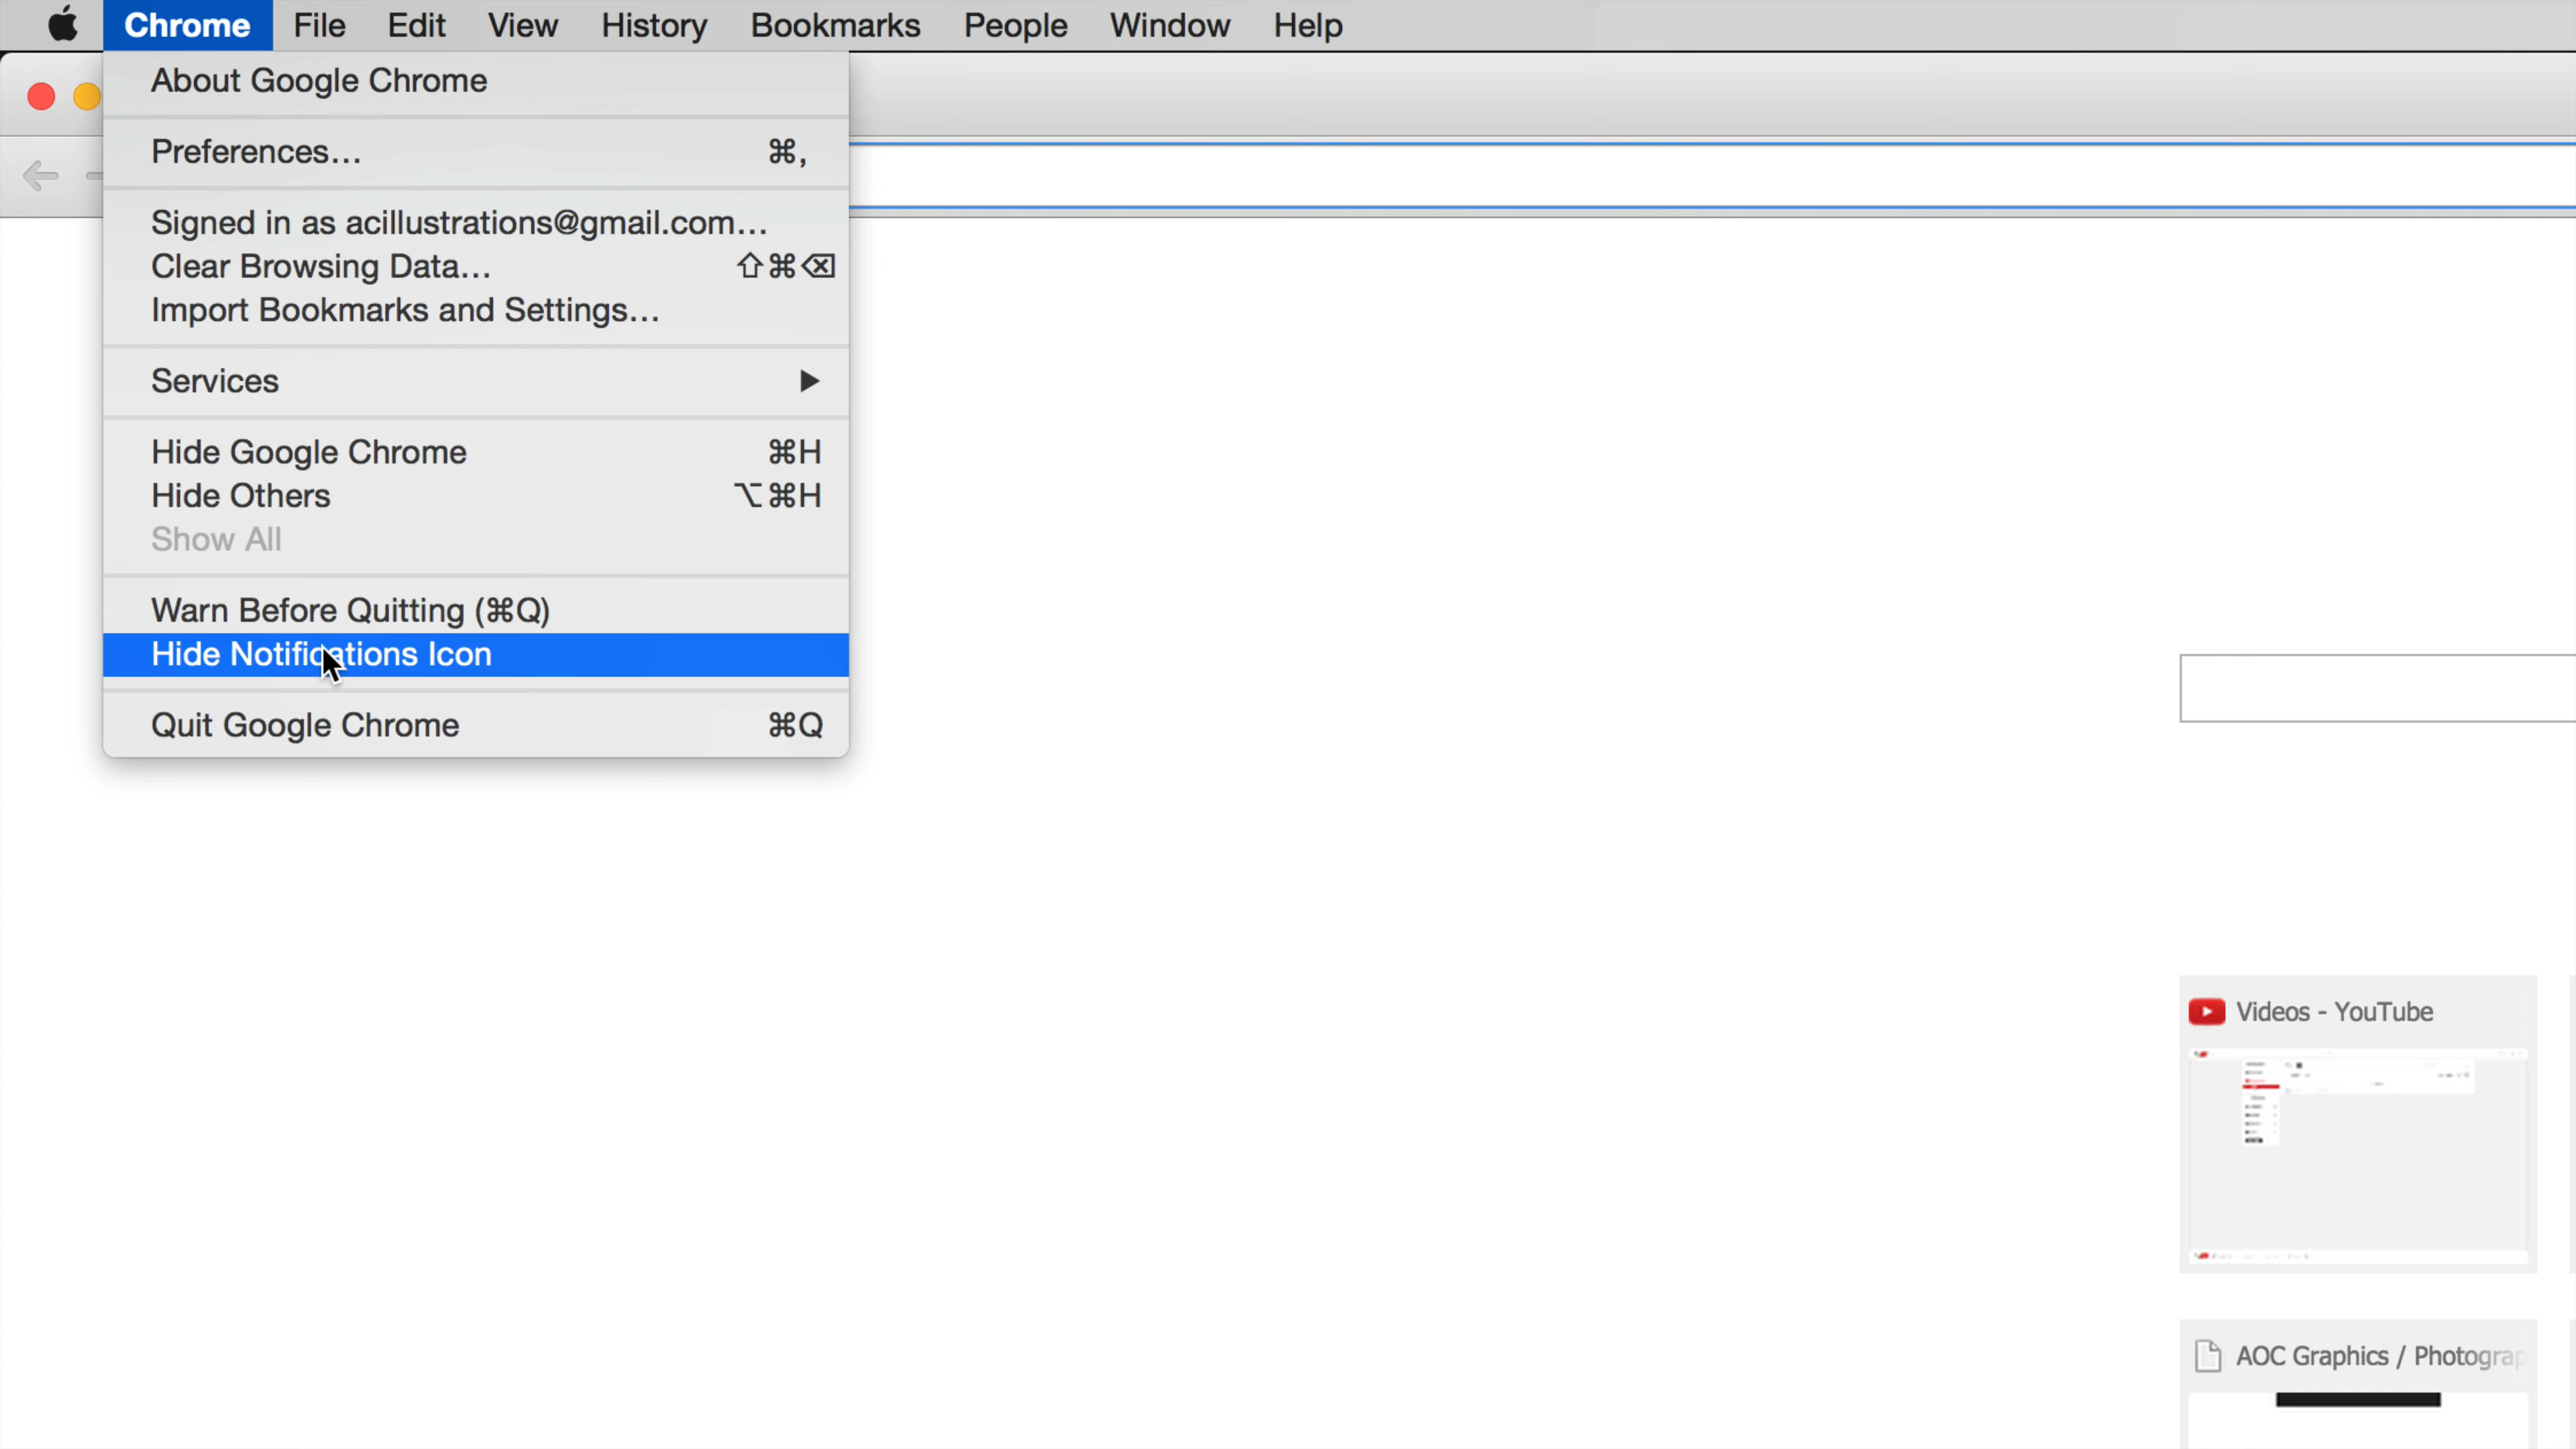 Chrome File Edit View History Bookmarks People Window Help
About Google Chrome
Preferences… ⌘,
Signed in as acillustrations@gmail.com…
Clear Browsing Data… ⇧⌘⌫
Import Bookmarks and Settings…
Services ▶
Hide Google Chrome ⌘H
Hide Others ⌥⌘H
Show All
Warn Before Quitting (⌘Q)
Hide Notifications Icon
Quit Google Chrome ⌘Q
Videos - YouTube
AOC Graphics / Photograp